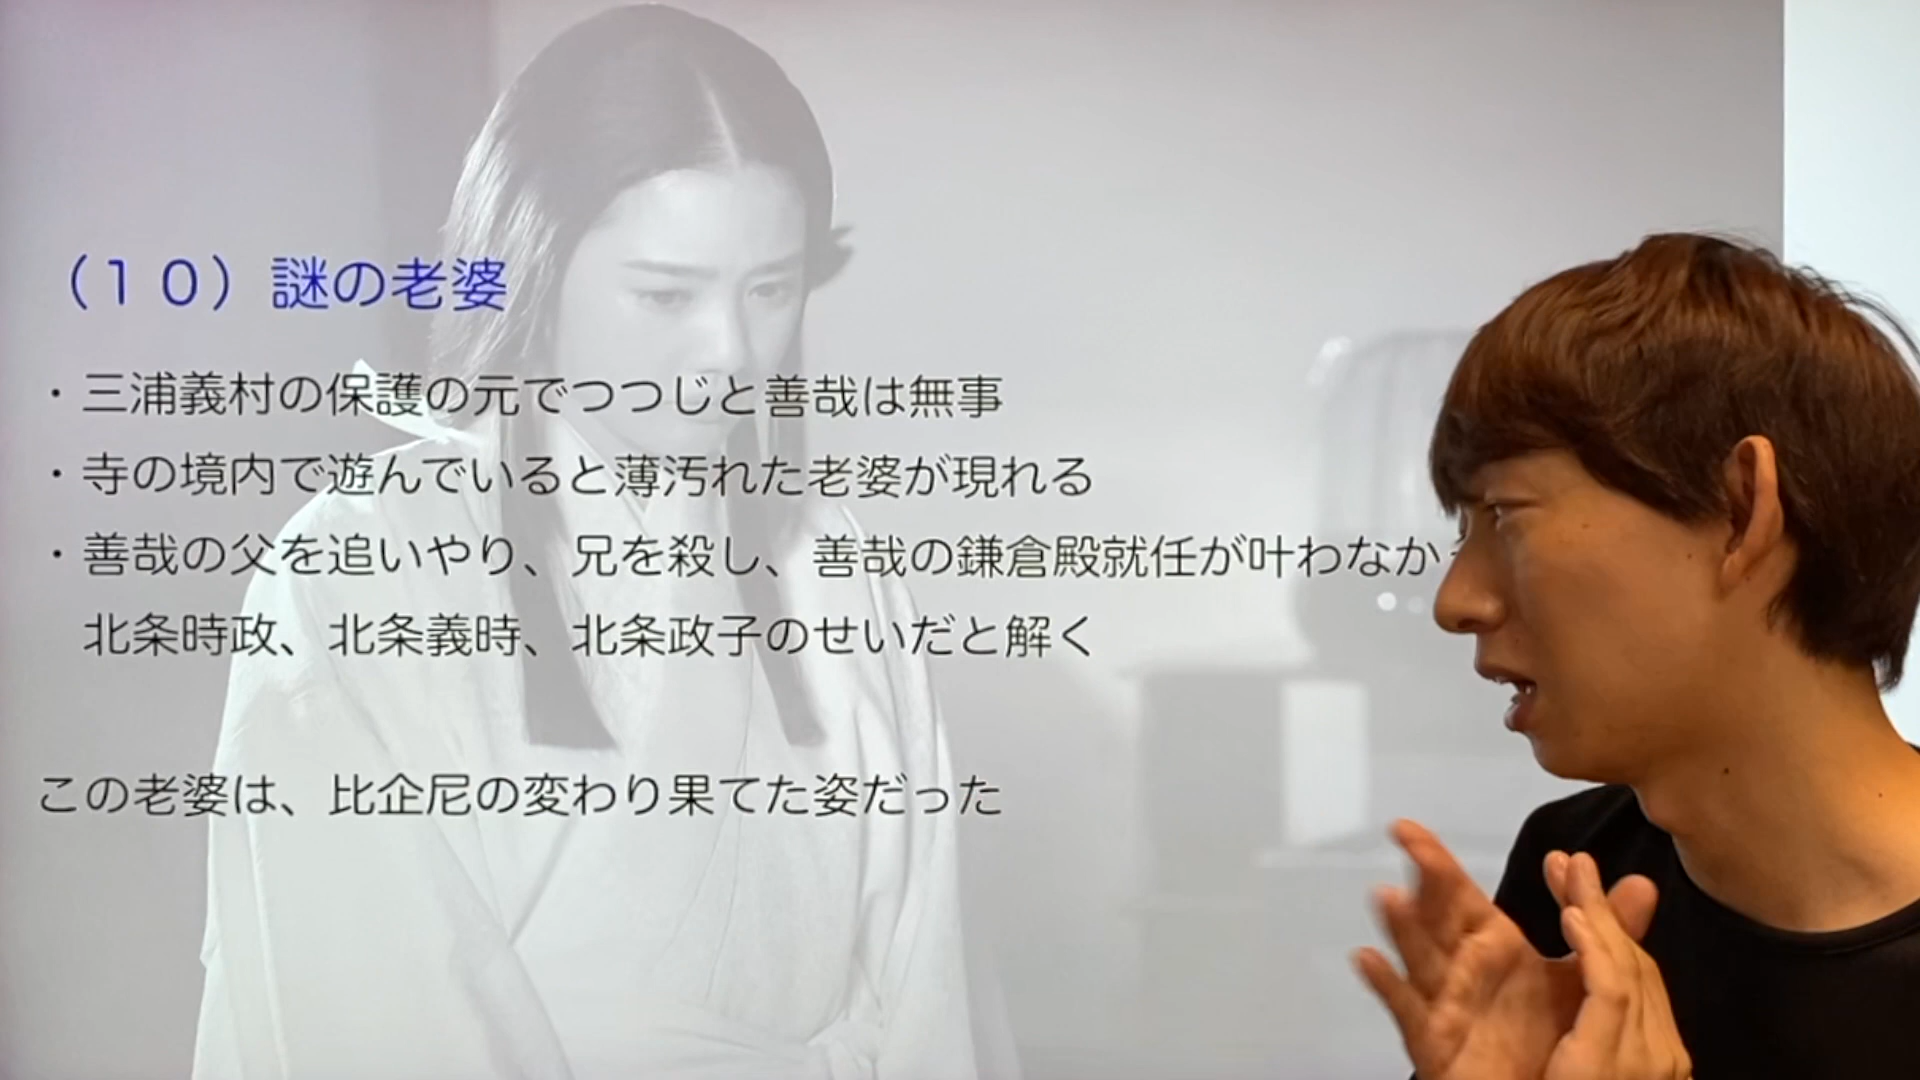 （１０）謎の老婆
・三浦義村の保護の元でつつじと善哉は無事
・寺の境内で遊んでいると薄汚れた老婆が現れる
・善哉の父を追いやり、兄を殺し、善哉の鎌倉殿就任が叶わなか
北条時政、北条義時、北条政子のせいだと解く
この老婆は、比企尼の変わり果てた姿だった